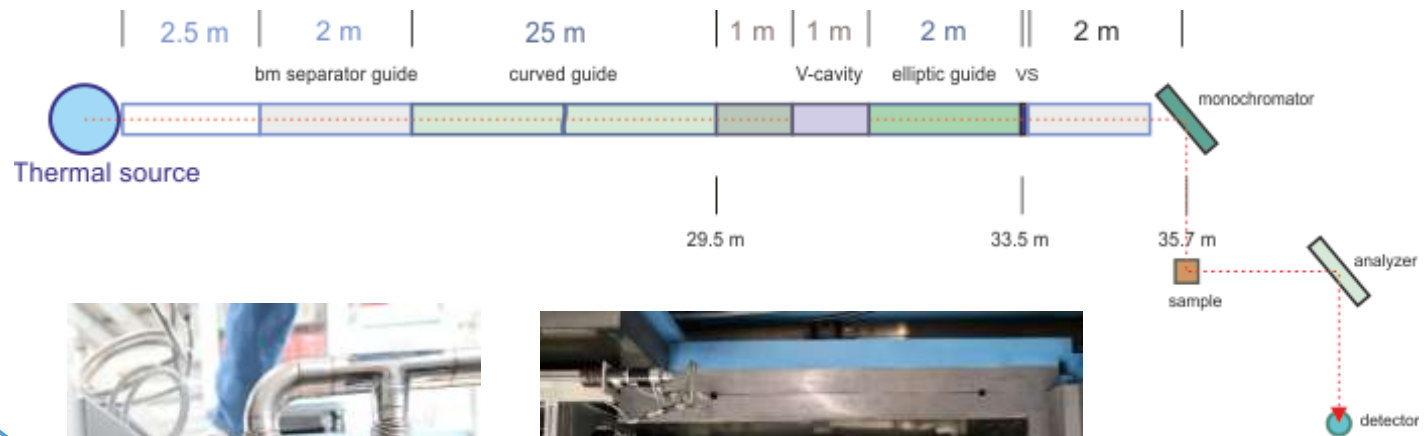 2.5 m 2 m 25 m 1 m 1 m 2 m 2 m
bm separator guide curved guide V-cavity elliptic guide VS
monochromator
Thermal source
29.5 m 33.5 m 35.7 m
analyzer
sample
detector